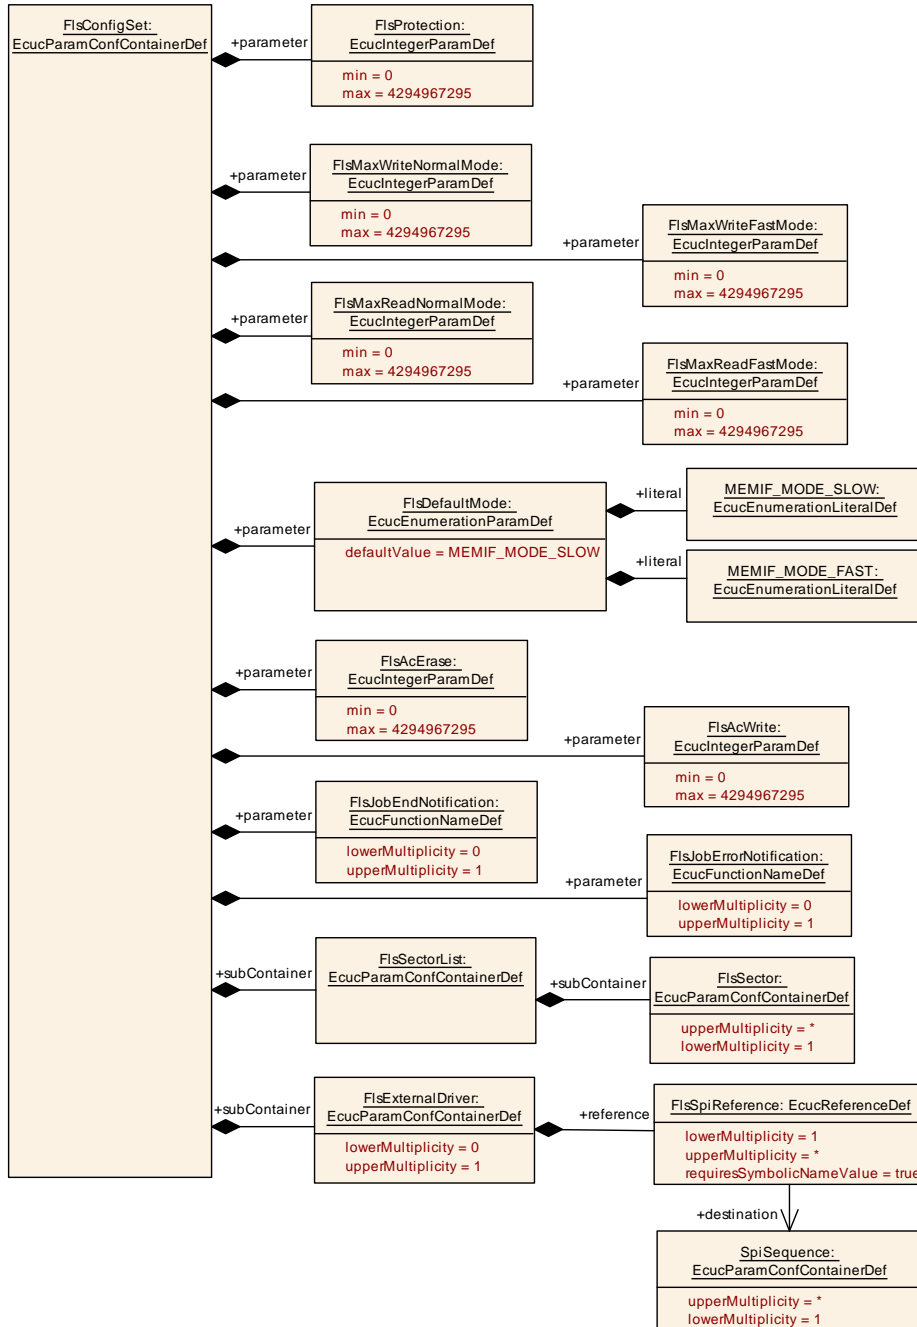 FlsConfigSet:
EcucParamConfContainerDef
+parameter
FlsProtection:
EcucIntegerParamDef
min = 0
max = 4294967295
+parameter
FlsMaxWriteNormalMode:
EcucIntegerParamDef
min = 0
max = 4294967295
+parameter
FlsMaxWriteFastMode:
EcucIntegerParamDef
min = 0
max = 4294967295
+parameter
FlsMaxReadNormalMode:
EcucIntegerParamDef
min = 0
max = 4294967295
+parameter
FlsMaxReadFastMode:
EcucIntegerParamDef
min = 0
max = 4294967295
+parameter
FlsDefaultMode:
EcucEnumerationParamDef
defaultValue = MEMIF_MODE_SLOW
+literal
MEMIF_MODE_SLOW:
EcucEnumerationLiteralDef
+literal
MEMIF_MODE_FAST:
EcucEnumerationLiteralDef
+parameter
FlsAcErase:
EcucIntegerParamDef
min = 0
max = 4294967295
+parameter
FlsAcWrite:
EcucIntegerParamDef
min = 0
max = 4294967295
+parameter
FlsJobEndNotification:
EcucFunctionNameDef
lowerMultiplicity = 0
upperMultiplicity = 1
+parameter
FlsJobErrorNotification:
EcucFunctionNameDef
lowerMultiplicity = 0
upperMultiplicity = 1
+subContainer
FlsSectorList:
EcucParamConfContainerDef
+subContainer
FlsSector:
EcucParamConfContainerDef
upperMultiplicity = *
lowerMultiplicity = 1
+subContainer
FlsExternalDriver:
EcucParamConfContainerDef
lowerMultiplicity = 0
upperMultiplicity = 1
+reference
FlsSpiReference: EcucReferenceDef
lowerMultiplicity = 1
upperMultiplicity = *
requiresSymbolicNameValue = true
+destination
SpiSequence:
EcucParamConfContainerDef
upperMultiplicity = *
lowerMultiplicity = 1